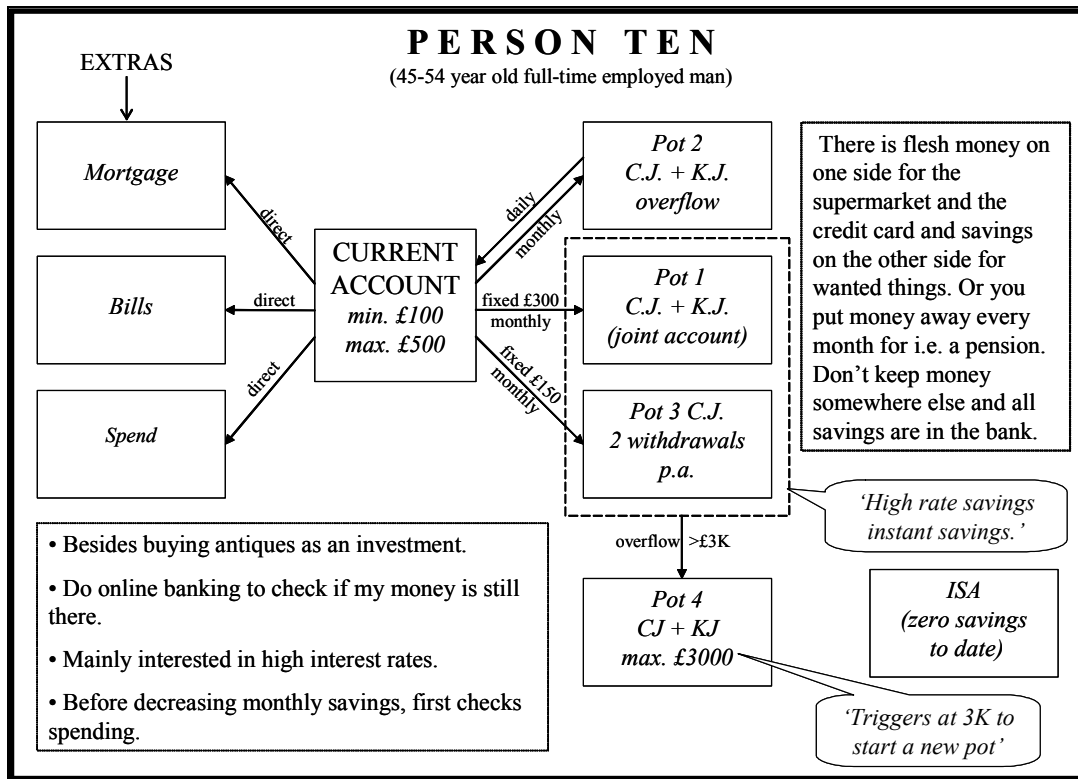 PERSON TEN
(45-54 year old full-time employed man)
EXTRAS
Mortgage
direct
Bills
direct
Spend
direct
CURRENT
ACCOUNT
min. £100
max. £500
daily
monthly
fixed £300
monthly
fixed £150
monthly
Pot 2
C.J. + K.J.
overflow
Pot 1
C.J. + K.J.
(joint account)
Pot 3 C.J.
2 withdrawals
p.a.
There is flesh money on
one side for the
supermarket and the
credit card and savings
on the other side for
wanted things. Or you
put money away every
month for i.e. a pension.
Don’t keep money
somewhere else and all
savings are in the bank.
‘High rate savings
instant savings.’
overflow >£3K
Pot 4
CJ + KJ
max. £3000
ISA
(zero savings
to date)
‘Triggers at 3K to
start a new pot’
• Besides buying antiques as an investment.
• Do online banking to check if my money is still
there.
• Mainly interested in high interest rates.
• Before decreasing monthly savings, first checks
spending.